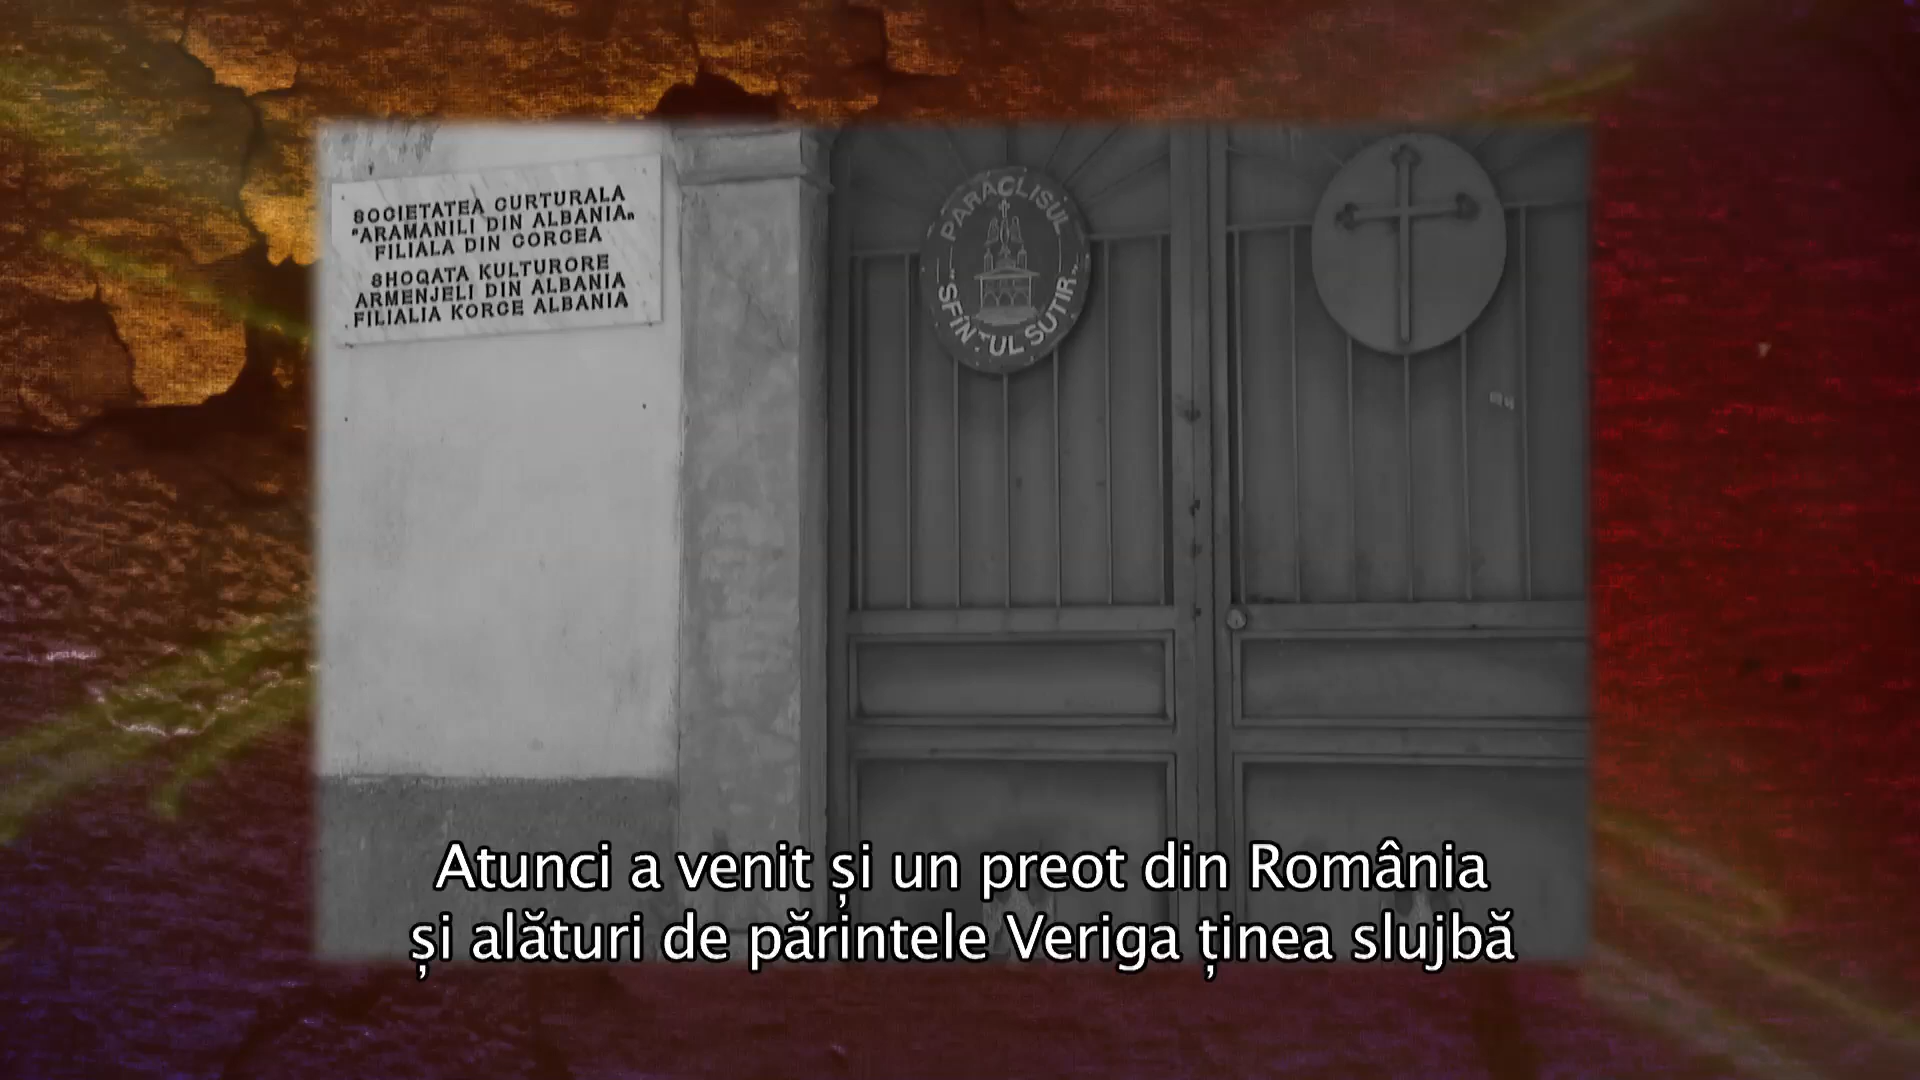 SOCIETATEA CURTURALA
"ARAMANILI DIN ALBANIA"
FILIALA DIN CORCEA
SHOQATA KULTURORE
ARMENJELI DIN ALBANIA
FILIALIA KORCE ALBANIA
PARACLISUL
"SFINTUL SUTIR"
Atunci a venit și un preot din România
și alături de părintele Veriga ținea slujbă